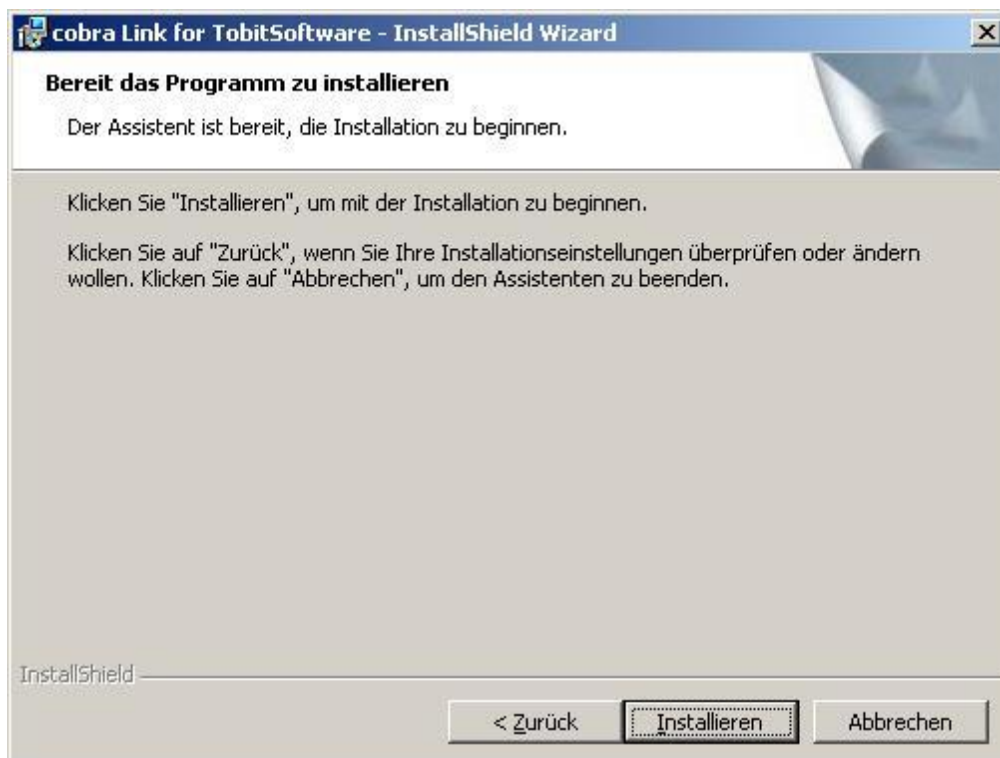 cobra Link for TobitSoftware - InstallShield Wizard
Bereit das Programm zu installieren
Der Assistent ist bereit, die Installation zu beginnen.
Klicken Sie "Installieren", um mit der Installation zu beginnen.
Klicken Sie auf "Zurück", wenn Sie Ihre Installationseinstellungen überprüfen oder ändern
wollen. Klicken Sie auf "Abbrechen", um den Assistenten zu beenden.
InstallShield
< Zurück
Installieren
Abbrechen